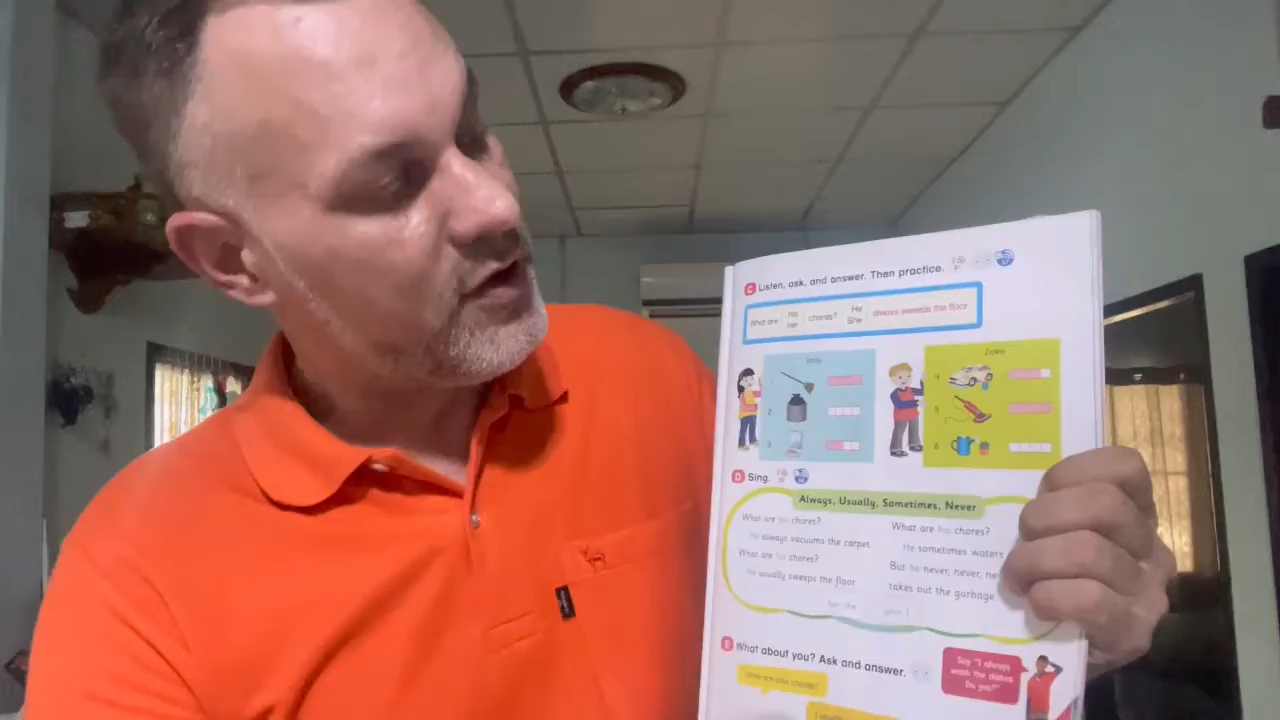 C Listen, ask, and answer. Then practice.
What are his her chores? He She always sweeps the floor
Emily
1
2
3
Jake
4
5
6
D Sing.
Always, Usually, Sometimes, Never
What are his chores?
He always vacuums the carpet
What are his chores?
He usually sweeps the floor
What are his chores?
He sometimes waters
But he never, never,
takes out the garbage
E What about you? Ask and answer.
What are your chores?
I usually
Say "I always
wash the dishes
Do you?"